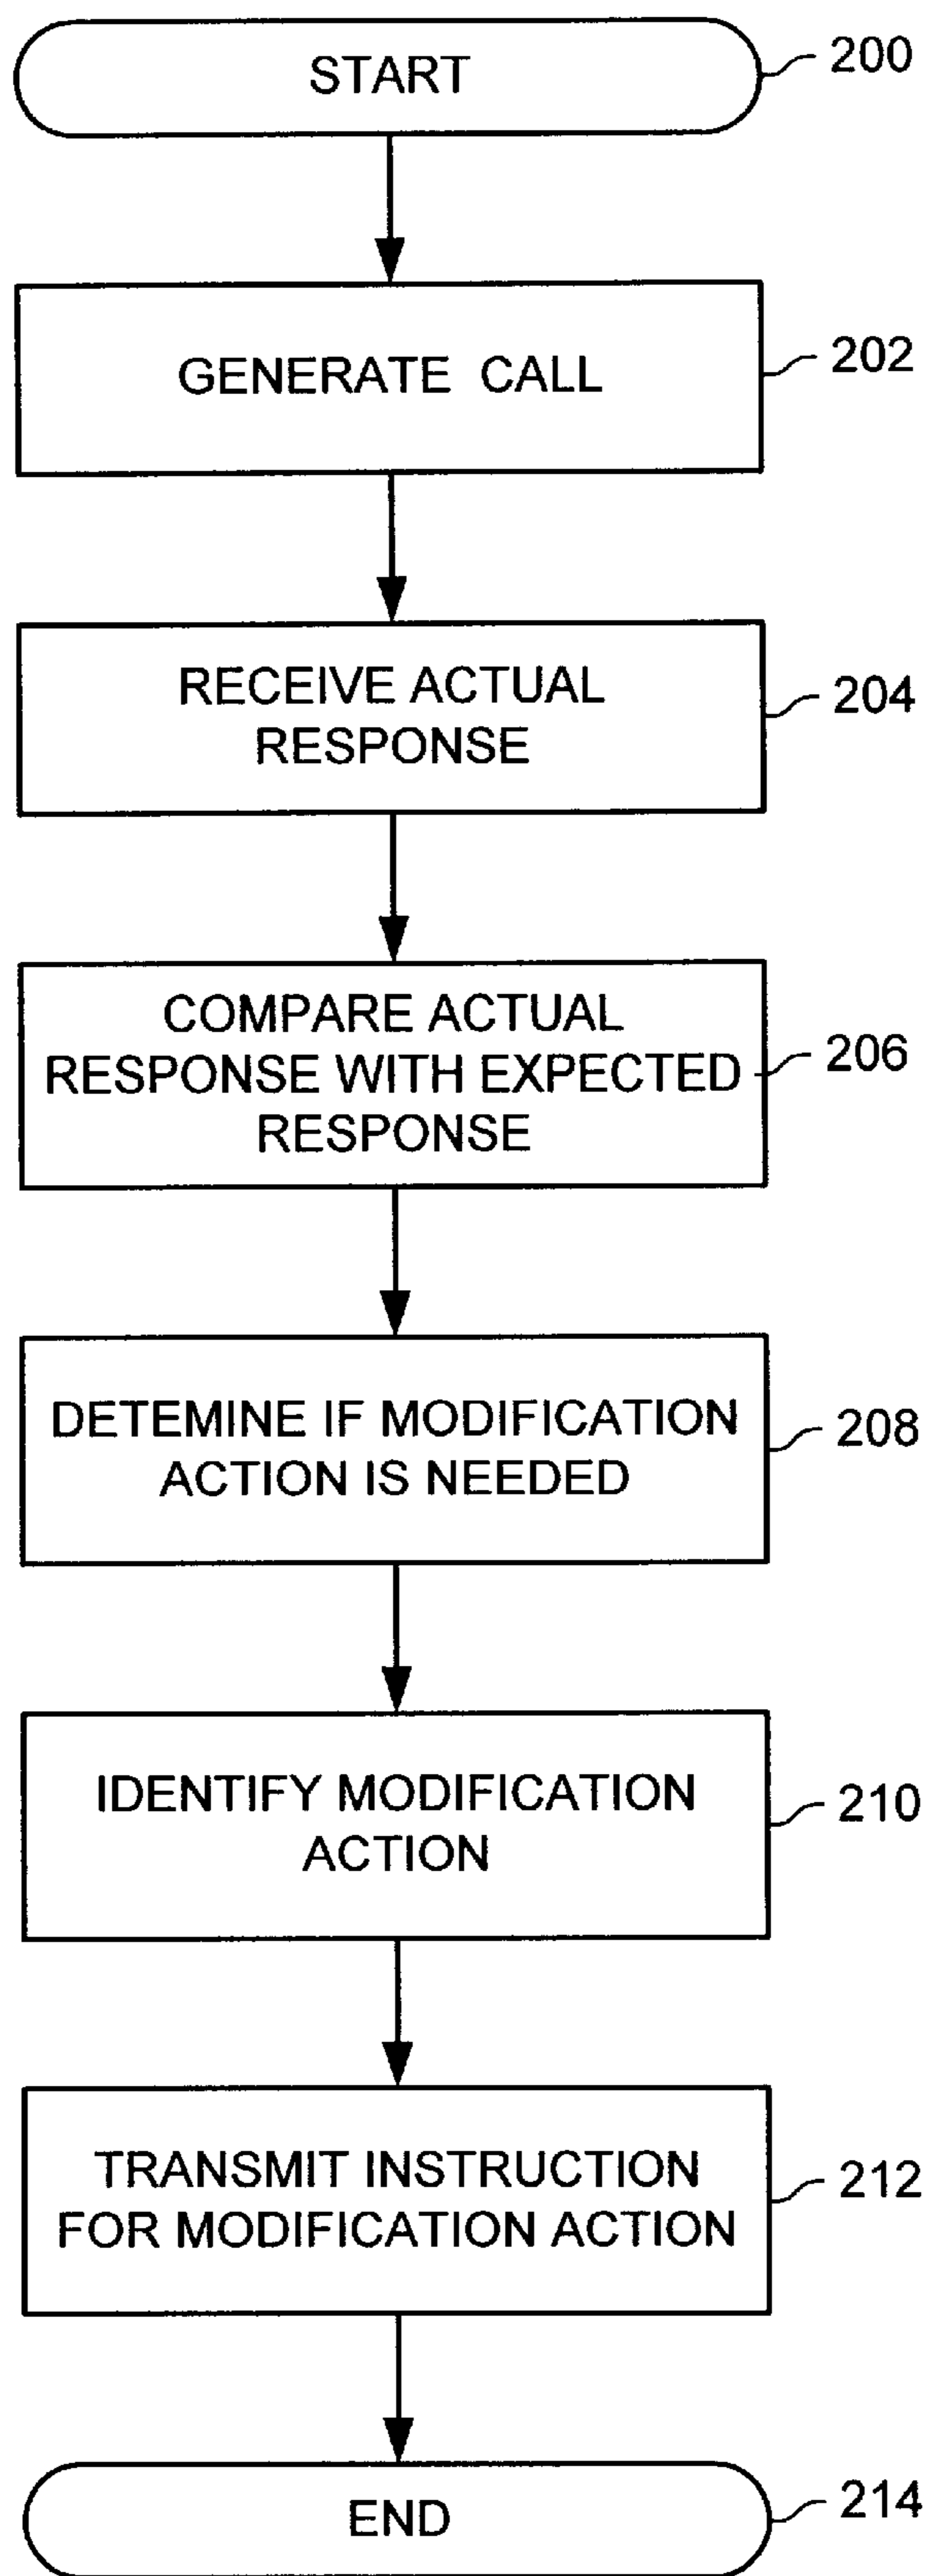 START
200
GENERATE CALL
202
RECEIVE ACTUAL
RESPONSE
204
COMPARE ACTUAL
RESPONSE WITH EXPECTED
RESPONSE
206
DETEMINE IF MODIFICATION
ACTION IS NEEDED
208
IDENTIFY MODIFICATION
ACTION
210
TRANSMIT INSTRUCTION
FOR MODIFICATION ACTION
212
END
214